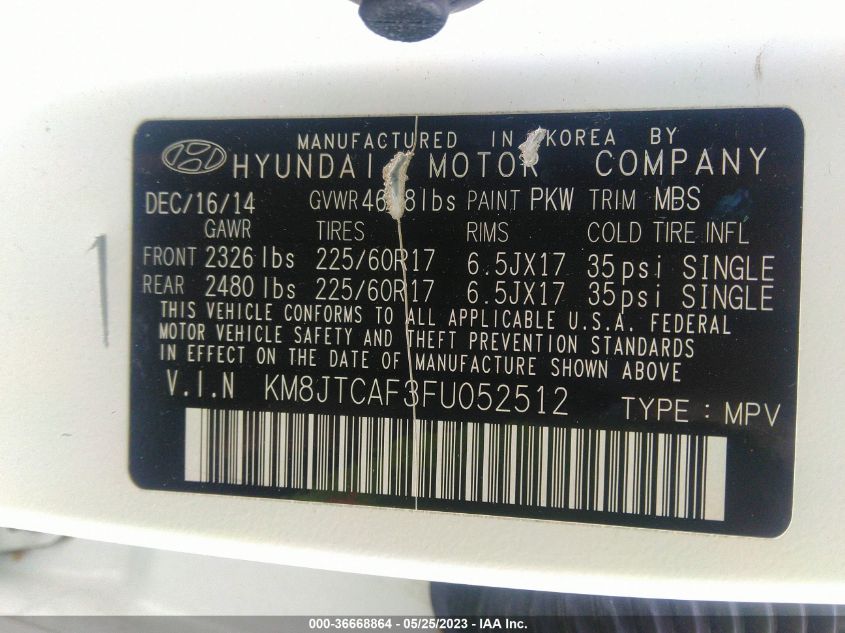 MANUFACTURED IN KOREA BY
HYUNDAI MOTOR COMPANY
DEC/16/14 GVWR lbs PAINT PKW TRIM MBS
GAWR TIRES RIMS COLD TIRE INFL
FRONT 2326 lbs 225/60R17 6.5JX17 35psi SINGLE
REAR 2480 lbs 225/60R17 6.5JX17 35psi SINGLE
THIS VEHICLE CONFORMS TO ALL APPLICABLE U.S.A. FEDERAL
MOTOR VEHICLE SAFETY AND THEFT PREVENTION STANDARDS
IN EFFECT ON THE DATE OF MANUFACTURE SHOWN ABOVE
V.I.N KM8JTCAF3FU052512 TYPE : MPV
000-36668864 - 05/25/2023 - IAA Inc.